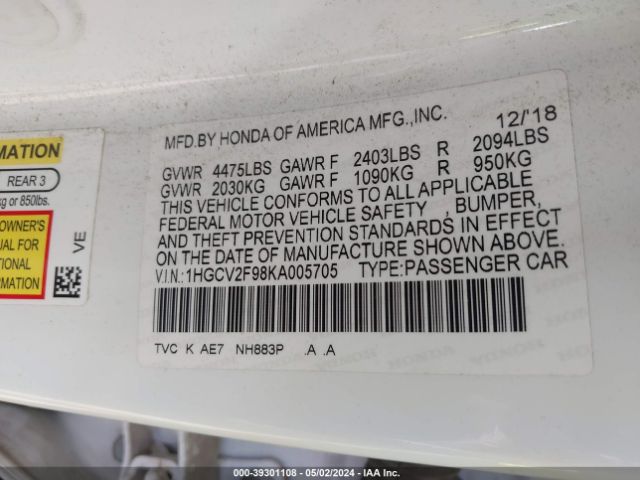 MFD.BY HONDA OF AMERICA MFG.,INC. 12/'18
GVWR 4475LBS GAWR F 2403LBS R 2094LBS
GVWR 2030KG GAWR F 1090KG R 950KG
THIS VEHICLE CONFORMS TO ALL APPLICABLE
FEDERAL MOTOR VEHICLE SAFETY , BUMPER,
AND THEFT PREVENTION STANDARDS IN EFFECT
ON THE DATE OF MANUFACTURE SHOWN ABOVE.
V.I.N.:1HGCV2F98KA005705 TYPE:PASSENGER CAR
TVC K AE7 NH883P .A .A
MATION
REAR 3
kg or 850lbs.
OWNER'S
UAL FOR
TIONAL
RMATION
VE
000-39301108 - 05/02/2024 - IAA Inc.